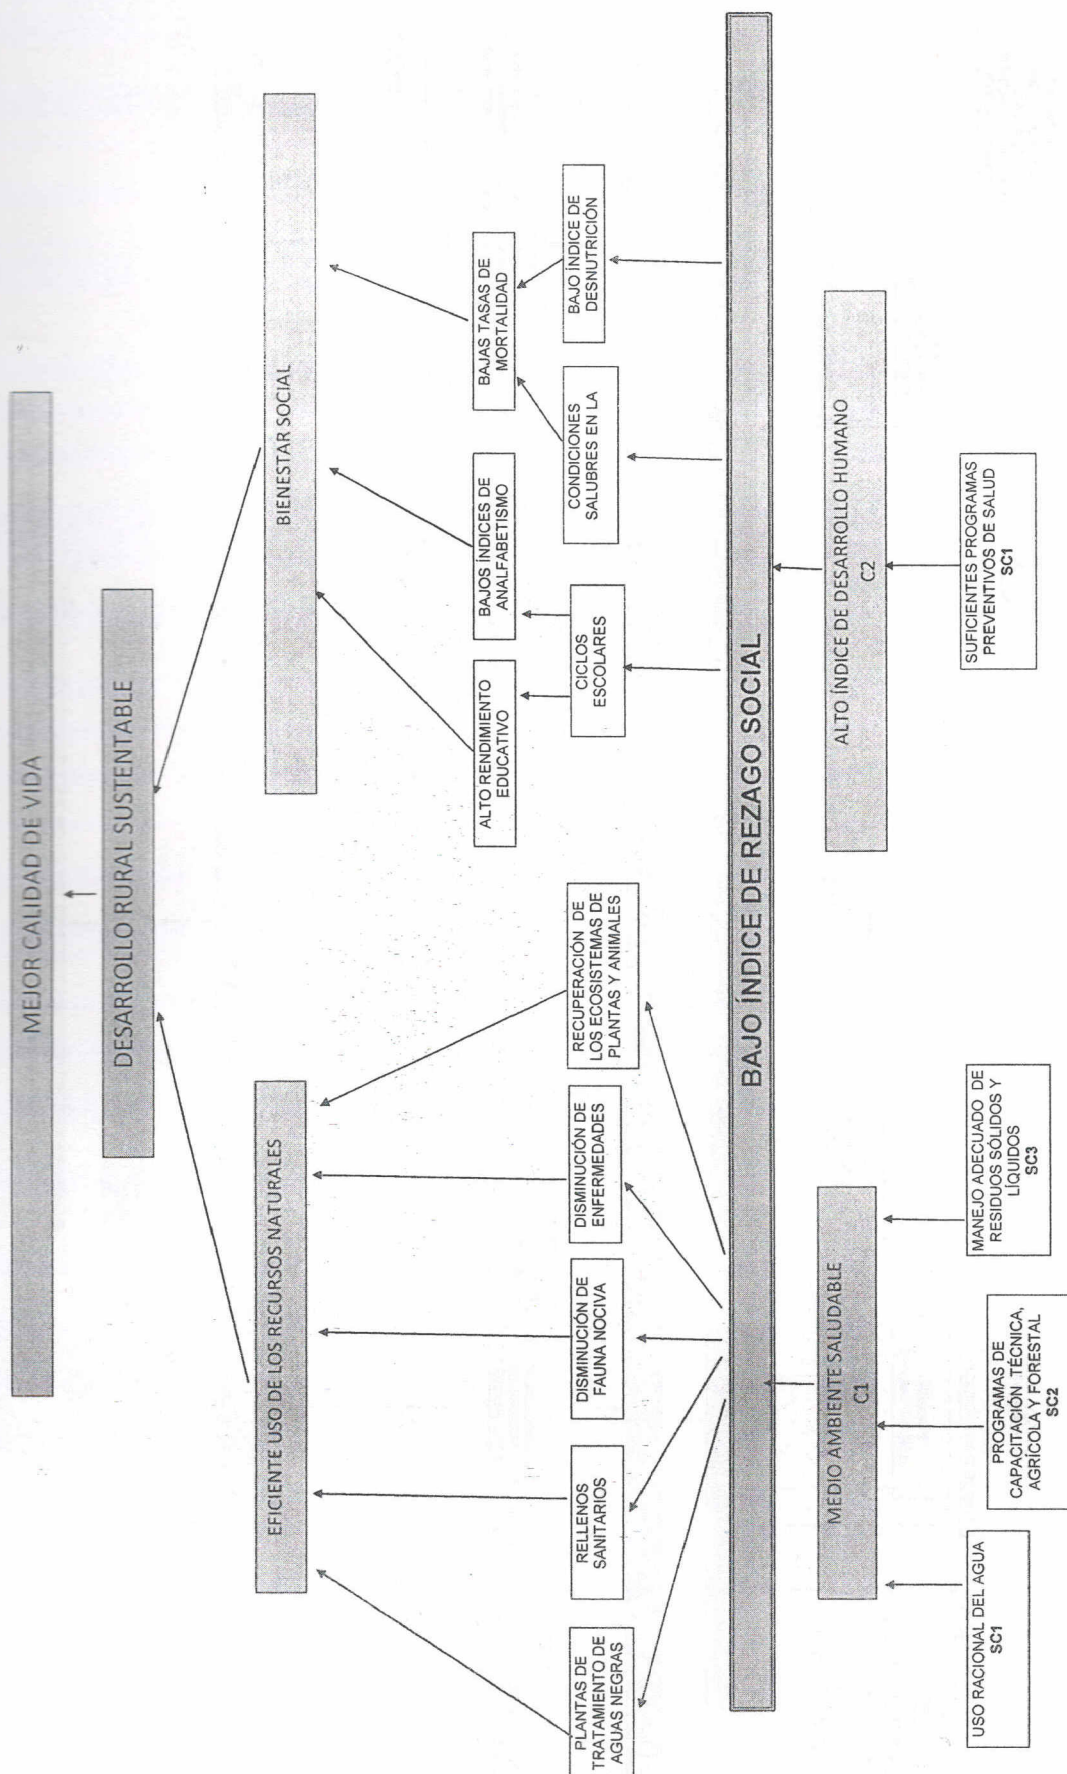 MEJOR CALIDAD DE VIDA
DESARROLLO RURAL SUSTENTABLE
EFICIENTE USO DE LOS RECURSOS NATURALES
BIENESTAR SOCIAL
ALTO RENDIMIENTO
EDUCATIVO
BAJOS ÍNDICES DE
ANALFABETISMO
BAJAS TASAS DE
MORTALIDAD
PLANTAS DE
TRATAMIENTO DE
AGUAS NEGRAS
RELLENOS
SANITARIOS
DISMINUCIÓN DE
FAUNA NOCIVA
DISMINUCIÓN DE
ENFERMEDADES
RECUPERACIÓN DE
LOS ECOSISTEMAS DE
PLANTAS Y ANIMALES
CICLOS
ESCOLARES
CONDICIONES
SALUBRES EN LA
BAJO ÍNDICE DE
DESNUTRICIÓN
BAJO ÍNDICE DE REZAGO SOCIAL
MEDIO AMBIENTE SALUDABLE
C1
ALTO ÍNDICE DE DESARROLLO HUMANO
C2
USO RACIONAL DEL AGUA
SC1
PROGRAMAS DE
CAPACITACIÓN TÉCNICA,
AGRÍCOLA Y FORESTAL
SC2
MANEJO ADECUADO DE
RESIDUOS SÓLIDOS Y
LÍQUIDOS
SC3
SUFICIENTES PROGRAMAS
PREVENTIVOS DE SALUD
SC1